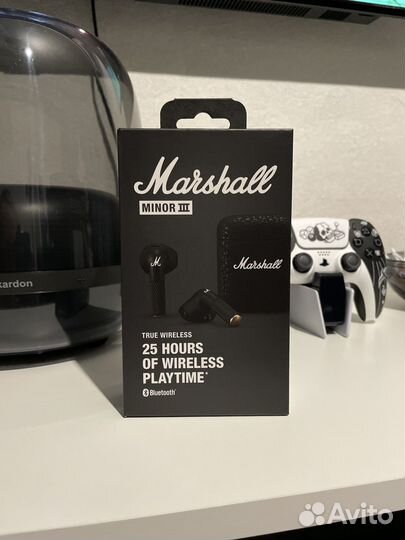 Marshall
MINOR III
Marshall
M
TRUE WIRELESS
25 HOURS
OF WIRELESS
PLAYTIME*
Bluetooth®
kardon
Avito